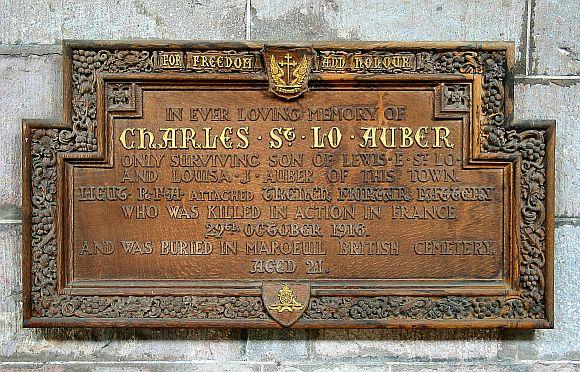 FOR FREEDOM AND HONOUR
IN EVER LOVING MEMORY OF
CHARLES · ST · LO · AUBER
ONLY SURVIVING SON OF LEWIS · E · ST LO ·
AND LOUISA · J · AUBER OF THIS TOWN.
LIEUT · R · F · A · ATTACHED TRENCH MORTAR BATTERY
WHO WAS KILLED IN ACTION IN FRANCE.
29TH OCTOBER 1916.
AND WAS BURIED IN MAROEUIL BRITISH CEMETERY.
AGED 21.